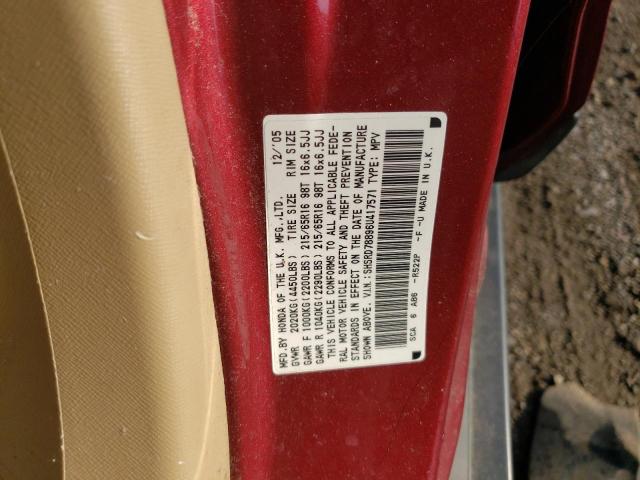 MFD.BY HONDA OF THE U.K. MFG.,LTD. 12/'05
GVWR 2020KG(4450LBS) TIRE SIZE RIM SIZE
GAWR F 1000KG(2200LBS) 215/65R16 98T 16x6.5JJ
GAWR R 1040KG(2290LBS) 215/65R16 98T 16x6.5JJ
THIS VEHICLE CONFORMS TO ALL APPLICABLE FEDE-
RAL MOTOR VEHICLE SAFETY AND THEFT PREVENTION
STANDARDS IN EFFECT ON THE DATE OF MANUFACTURE
SHOWN ABOVE. V.I.N.:SHSRD78896U417571 TYPE: MPV
SCA 6 AB6 -R522P -F -U MADE IN U.K.